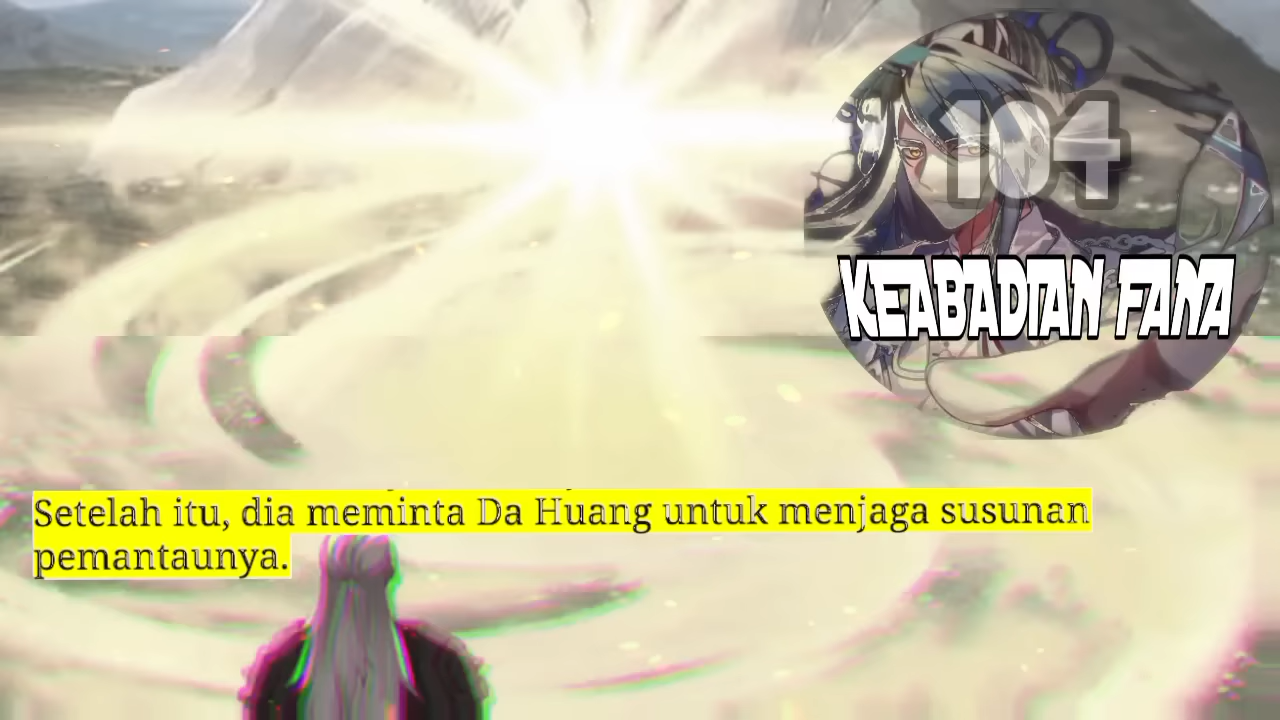 104
KEABADIAN FANA
Setelah itu, dia meminta Da Huang untuk menjaga susunan
pemantaunya.